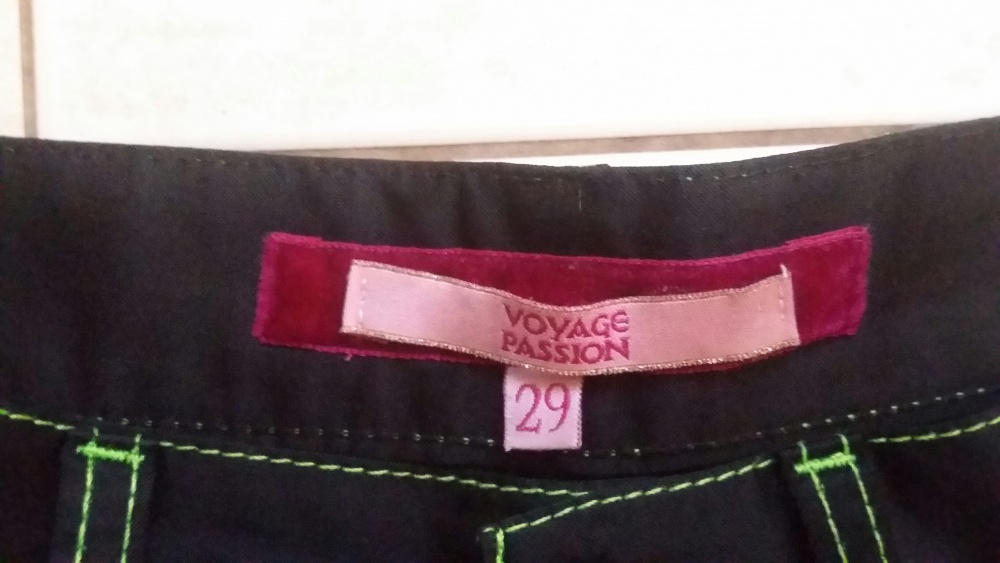 VOYAGE
PASSION
29